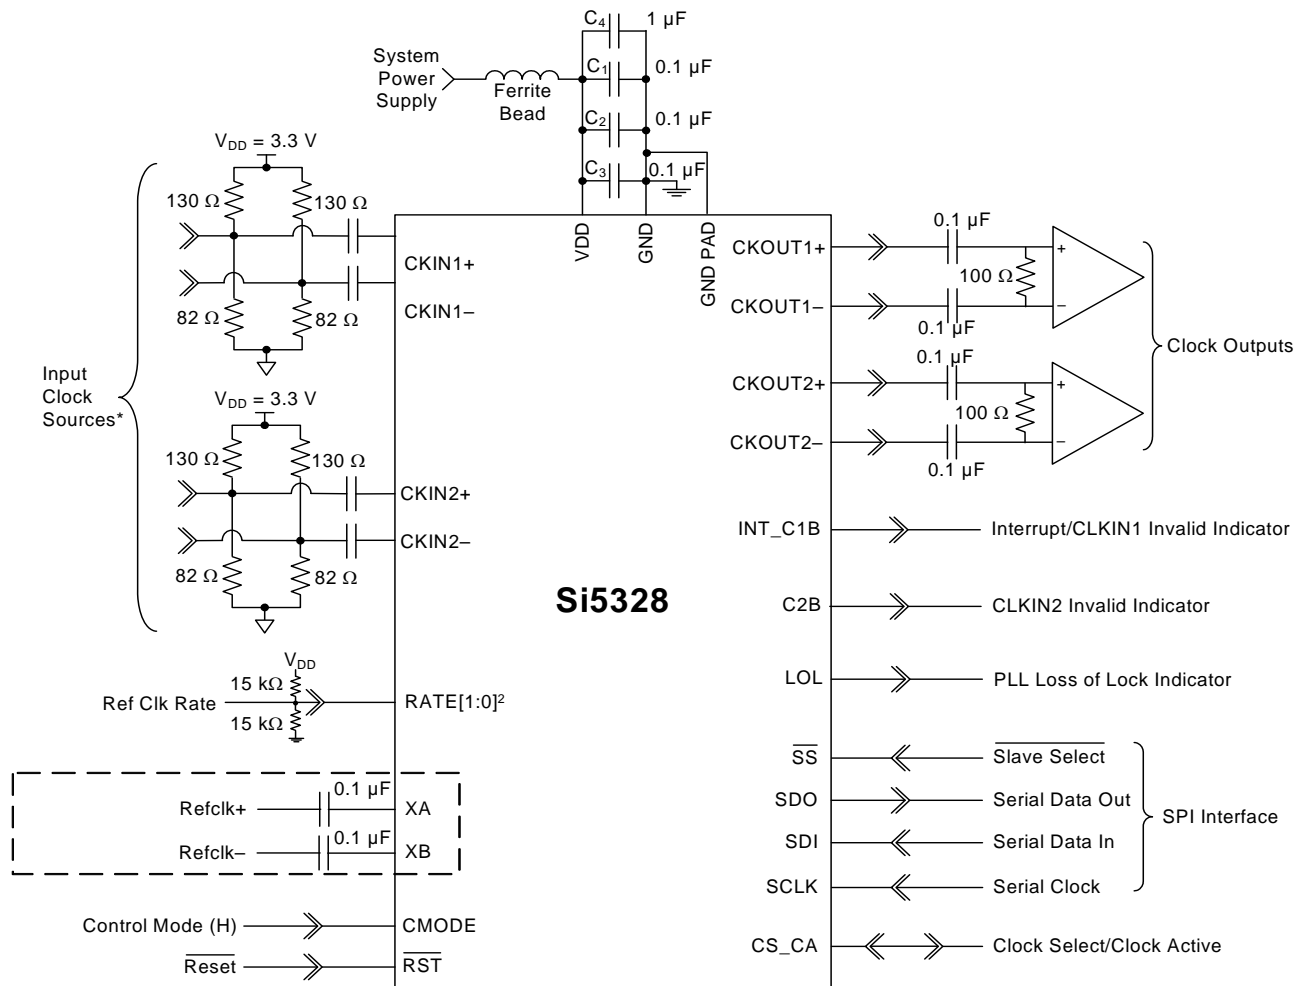 C4 1 µF
System
Power
Supply
C1 0.1 µF
Ferrite
Bead
C2 0.1 µF
C3 0.1 µF
VDD = 3.3 V
130 Ω 130 Ω
82 Ω 82 Ω
CKIN1+
CKIN1–
VDD
GND
GND PAD
Input
Clock
Sources*
VDD = 3.3 V
130 Ω 130 Ω
82 Ω 82 Ω
CKIN2+
CKIN2–
Si5328
VDD
15 kΩ
Ref Clk Rate
15 kΩ
RATE[1:0]²
0.1 µF
Refclk+ XA
0.1 µF
Refclk– XB
Control Mode (H) CMODE
Reset RST
0.1 µF
CKOUT1+ +
100 Ω
CKOUT1– –
0.1 µF
0.1 µF
Clock Outputs
CKOUT2+ +
100 Ω
CKOUT2– –
0.1 µF
INT_C1B Interrupt/CLKIN1 Invalid Indicator
C2B CLKIN2 Invalid Indicator
LOL PLL Loss of Lock Indicator
SS Slave Select
SDO Serial Data Out
SPI Interface
SDI Serial Data In
SCLK Serial Clock
CS_CA Clock Select/Clock Active